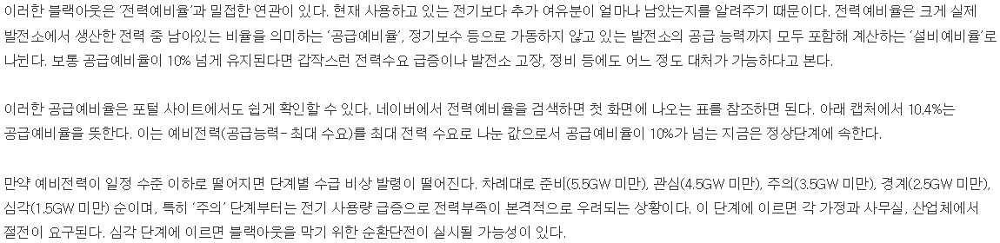 이러한 블랙아웃은 ‘전력예비율’과 밀접한 연관이 있다. 현재 사용하고 있는 전기보다 추가 여유분이 얼마나 남았는지를 알려주기 때문이다. 전력예비율은 크게 실제
발전소에서 생산한 전력 중 남아있는 비율을 의미하는 ‘공급예비율’, 정기보수 등으로 가동하지 않고 있는 발전소의 공급 능력까지 모두 포함해 계산하는 ‘설비예비율’로
나뉜다. 보통 공급예비율이 10% 넘게 유지된다면 갑작스런 전력수요 급증이나 발전소 고장, 정비 등에도 어느 정도 대처가 가능하다고 본다.
이러한 공급예비율은 포털 사이트에서도 쉽게 확인할 수 있다. 네이버에서 전력예비율을 검색하면 첫 화면에 나오는 표를 참조하면 된다. 아래 캡처에서 10.4%는
공급예비율을 뜻한다. 이는 예비전력(공급능력- 최대 수요)를 최대 전력 수요로 나눈 값으로서 공급예비율이 10%가 넘는 지금은 정상단계에 속한다.
만약 예비전력이 일정 수준 이하로 떨어지면 단계별 수급 비상 발령이 떨어진다. 차례대로 준비(5.5GW 미만), 관심(4.5GW 미만), 주의(3.5GW 미만), 경계(2.5GW 미만),
심각(1.5GW 미만) 순이며, 특히 ‘주의’ 단계부터는 전기 사용량 급증으로 전력부족이 본격적으로 우려되는 상황이다. 이 단계에 이르면 각 가정과 사무실, 산업체에서
절전이 요구된다. 심각 단계에 이르면 블랙아웃을 막기 위한 순환단전이 실시될 가능성이 있다.